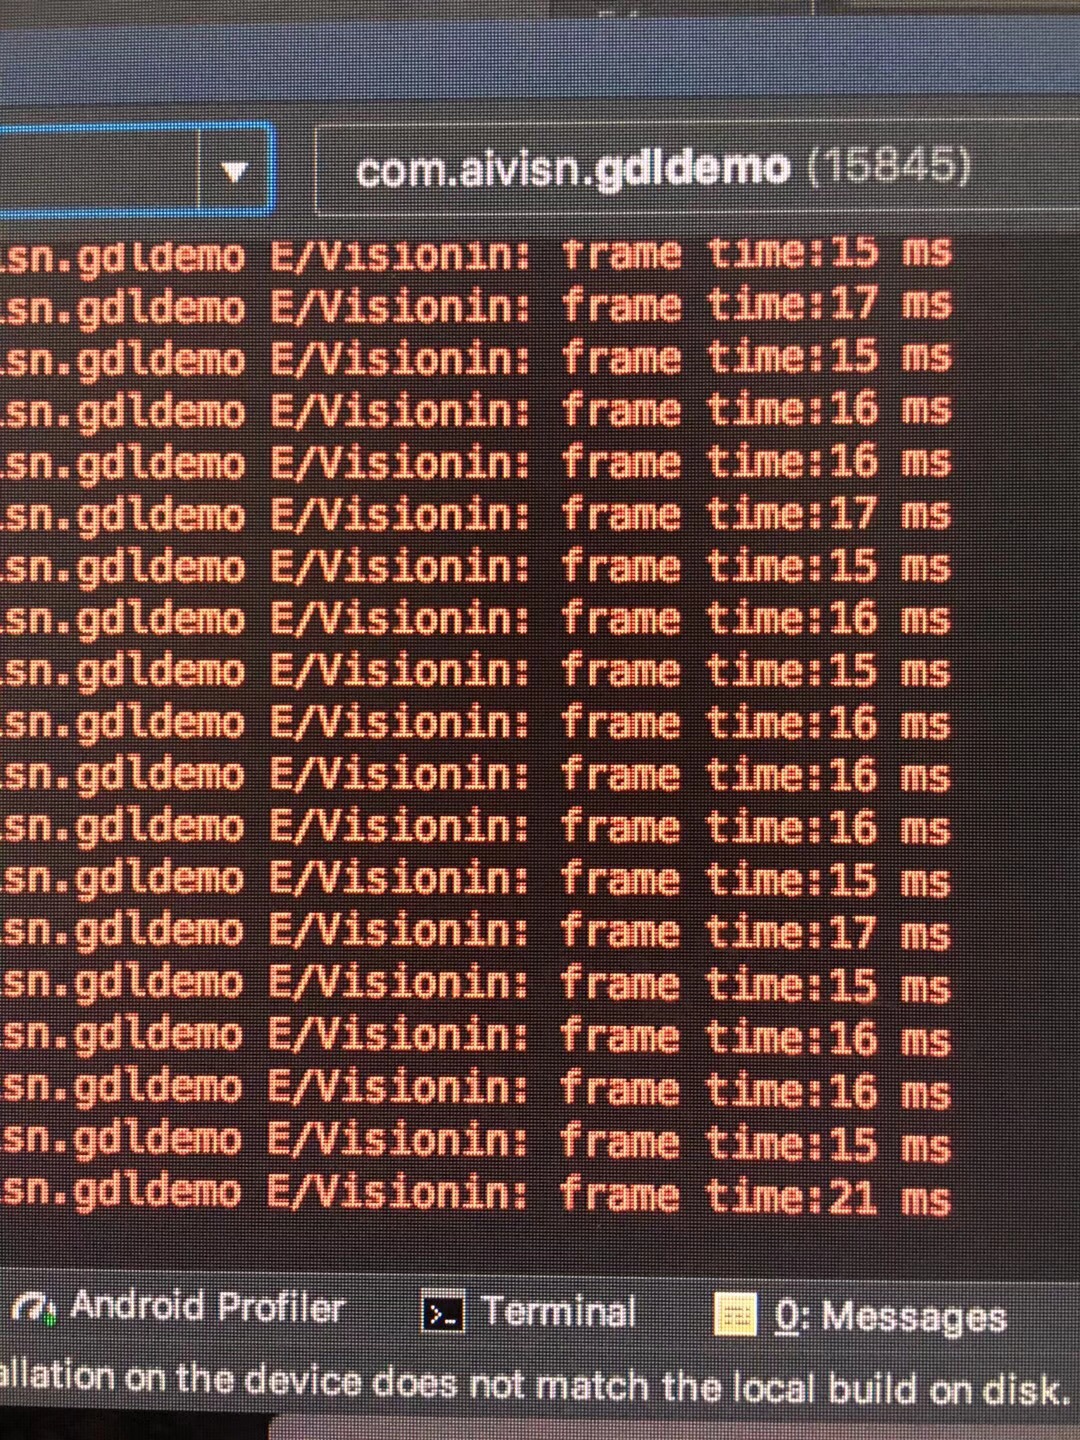 com.aivisn.gdldemo (15845)
sn.gdldemo E/Visionin: frame time:15 ms
sn.gdldemo E/Visionin: frame time:17 ms
sn.gdldemo E/Visionin: frame time:15 ms
sn.gdldemo E/Visionin: frame time:16 ms
sn.gdldemo E/Visionin: frame time:16 ms
sn.gdldemo E/Visionin: frame time:17 ms
sn.gdldemo E/Visionin: frame time:15 ms
sn.gdldemo E/Visionin: frame time:16 ms
sn.gdldemo E/Visionin: frame time:15 ms
sn.gdldemo E/Visionin: frame time:16 ms
sn.gdldemo E/Visionin: frame time:16 ms
sn.gdldemo E/Visionin: frame time:16 ms
sn.gdldemo E/Visionin: frame time:15 ms
sn.gdldemo E/Visionin: frame time:17 ms
sn.gdldemo E/Visionin: frame time:15 ms
sn.gdldemo E/Visionin: frame time:16 ms
sn.gdldemo E/Visionin: frame time:16 ms
sn.gdldemo E/Visionin: frame time:15 ms
sn.gdldemo E/Visionin: frame time:21 ms
Android Profiler Terminal 0: Messages
allation on the device does not match the local build on disk.